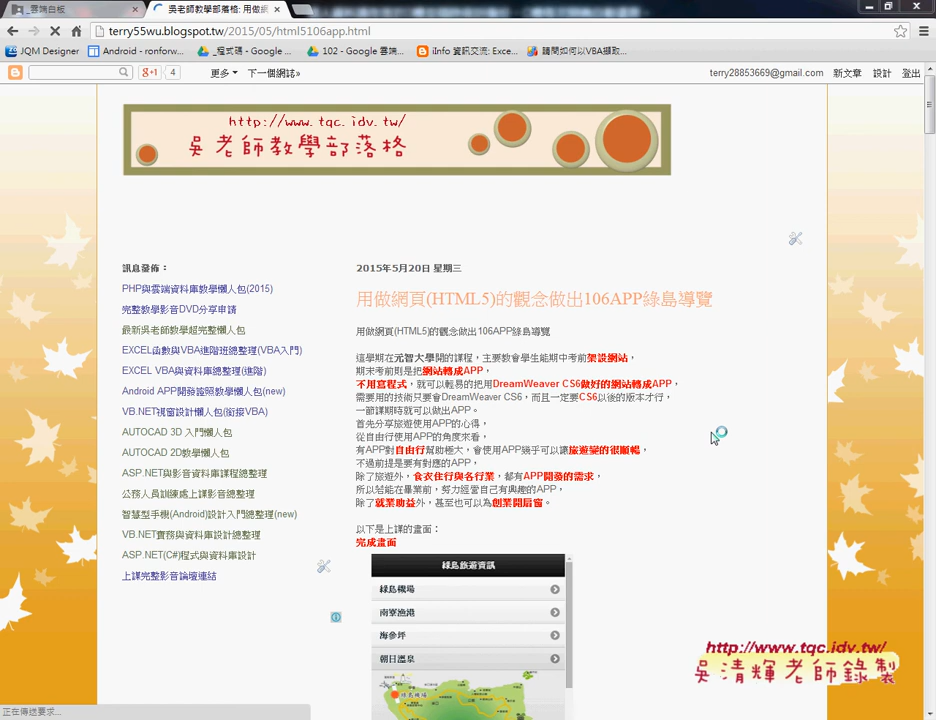 _雲端白板
吳老師教學部落格: 用做網
terry55wu.blogspot.tw/2015/05/html5106app.html
JQM Designer
Android - ronforw...
_程式碼 - Google ...
102 - Google 雲端...
iInfo 資訊交流: Exce...
請問如何以VBA擷取...
g+1
4
更多
下一個網誌»
terry28853669@gmail.com
新文章
設計
登出
http://www.tqc.idv.tw/
吳老師教學部落格
訊息發佈：
PHP與雲端資料庫教學懶人包(2015)
完整教學影音DVD分享申請
最新吳老師教學超完整懶人包
EXCEL函數與VBA進階班總整理(VBA入門)
EXCEL VBA與資料庫總整理(進階)
Android APP開發證照教學懶人包(new)
VB.NET視窗設計懶人包(銜接VBA)
AUTOCAD 3D 入門懶人包
AUTOCAD 2D教學懶人包
ASP.NET與影音資料庫課程總整理
公務人員訓練處上課影音總整理
智慧型手機(Android)設計入門總整理(new)
VB.NET實務與資料庫設計總整理
ASP.NET(C#)程式與資料庫設計
上課完整影音論壇連結
2015年5月20日 星期三
用做網頁(HTML5)的觀念做出106APP綠島導覽
用做網頁(HTML5)的觀念做出106APP綠島導覽
這學期在元智大學開的課程，主要教會學生能期中考前架設網站，
期末考前則是把網站轉成APP，
不用寫程式，就可以輕易的把用DreamWeaver CS6做好的網站轉成APP，
需要用的技術只要會DreamWeaver CS6，而且一定要CS6以後的版本才行，
一節課期時就可以做出APP。
首先分享旅遊使用APP的心得，
從自由行使用APP的角度來看，
有APP對自由行幫助極大，會使用APP幾乎可以讓旅遊變的很順暢，
不過前提是要有對應的APP，
除了旅遊外，食衣住行與各行業，都有APP開發的需求，
所以若能在畢業前，努力經營自己有興趣的APP，
除了就業助益外，甚至也可以為創業開啟窗。
以下是上課的畫面：
完成畫面
綠島旅遊資訊
綠島機場
南寮漁港
海參坪
朝日溫泉
綠島機場
http://www.tqc.idv.tw/
吳清輝老師錄製
正在傳送要求...